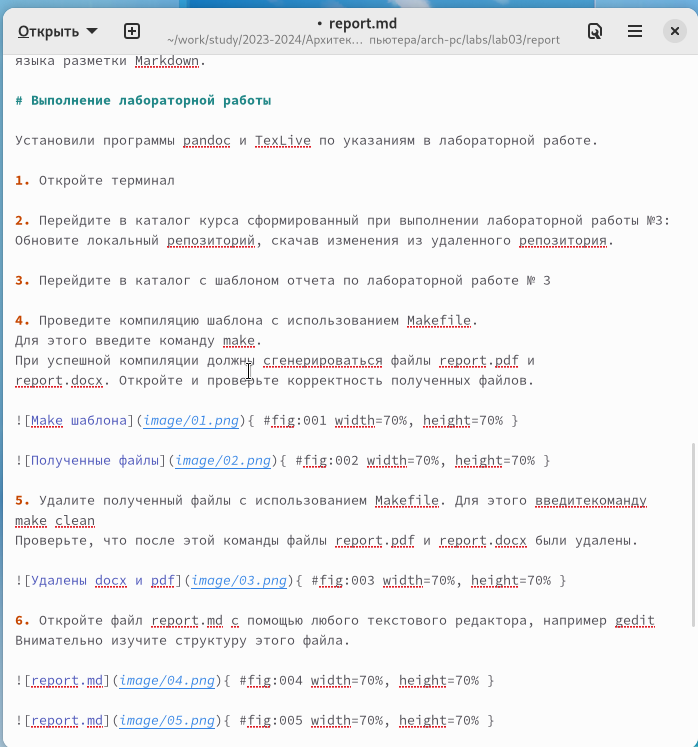 Открыть
• report.md
~/work/study/2023-2024/Архитек… пьютера/arch-pc/labs/lab03/report
языка разметки Markdown.
# Выполнение лабораторной работы
Установили программы pandoc и TexLive по указаниям в лабораторной работе.
1. Откройте терминал
2. Перейдите в каталог курса сформированный при выполнении лабораторной работы №3:
Обновите локальный репозиторий, скачав изменения из удаленного репозитория.
3. Перейдите в каталог с шаблоном отчета по лабораторной работе № 3
4. Проведите компиляцию шаблона с использованием Makefile.
Для этого введите команду make.
При успешной компиляции должны сгенерироваться файлы report.pdf и
report.docx. Откройте и проверьте корректность полученных файлов.
![Make шаблона](image/01.png){ #fig:001 width=70%, height=70% }
![Полученные файлы](image/02.png){ #fig:002 width=70%, height=70% }
5. Удалите полученный файлы с использованием Makefile. Для этого введитекоманду
make clean
Проверьте, что после этой команды файлы report.pdf и report.docx были удалены.
![Удалены docx и pdf](image/03.png){ #fig:003 width=70%, height=70% }
6. Откройте файл report.md c помощью любого текстового редактора, например gedit
Внимательно изучите структуру этого файла.
![report.md](image/04.png){ #fig:004 width=70%, height=70% }
![report.md](image/05.png){ #fig:005 width=70%, height=70% }